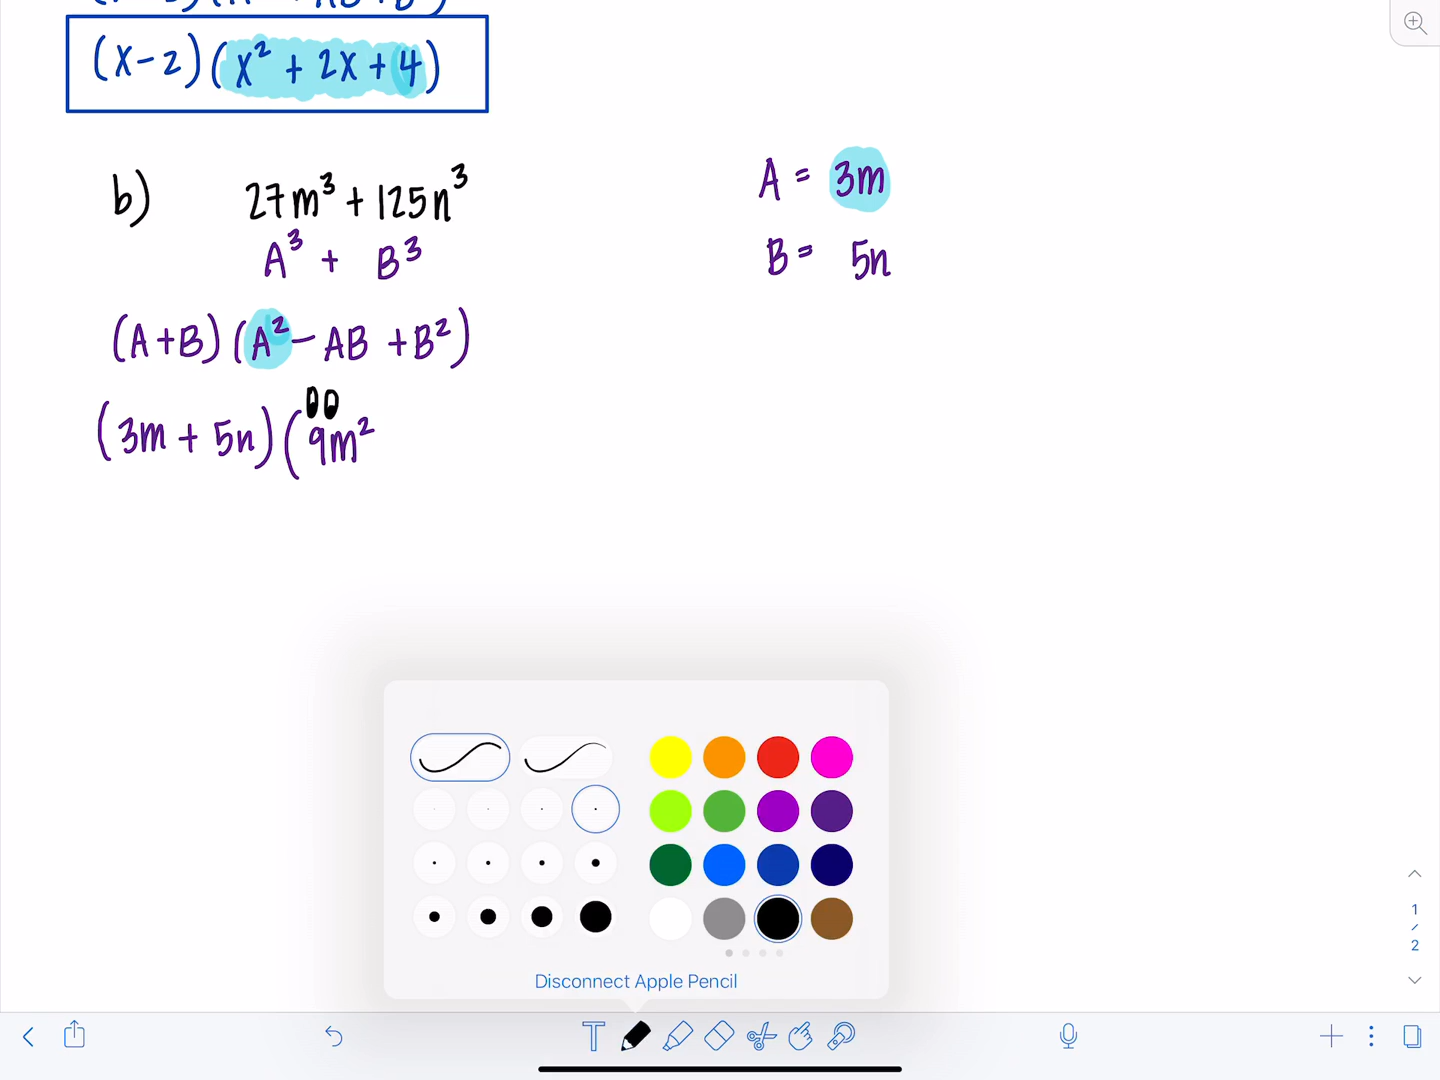 (x-2)(x² + 2x + 4)
b) 27m³ + 125n³
A = 3m
A³ + B³
B = 5n
(A+B)(A² - AB + B²)
(3m + 5n)(9m²
Disconnect Apple Pencil
1
/
2
T